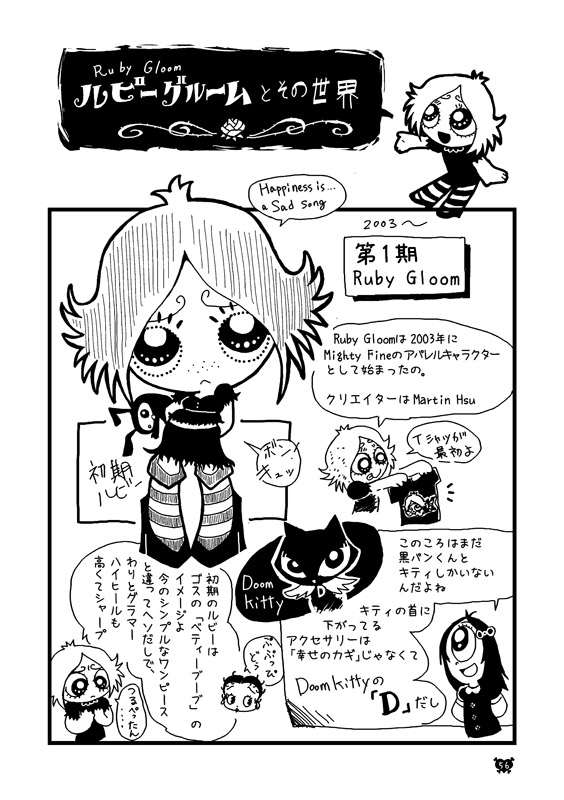 Ruby Gloom
ルビーグルームとその世界
Happiness is...
a Sad Song
2003〜
第1期
Ruby Gloom
Ruby Gloomは2003年に
Mighty Fineのアパレルキャラクター
として始まったの。
クリエイターはMartin Hsu
Tシャツが
最初よ
初期
ルビー
ボン
キュッ
Doom
Kitty
D
このころはまだ
黒パンくんと
キティしかいない
んだよね
キティの首に
下がってる
アクセサリーは
「幸せのカギ」じゃなくて
Doom Kittyの
「D」だし
初期のルビーは
ゴスの「ベティーブープ」の
イメージよ
今のシンプルなワンピース
と違ってヘソだしで、
わりとグラマー
ハイヒールも
高くてシャープ
ぷぷっぴ
どぅ
つるぺったん
....
56